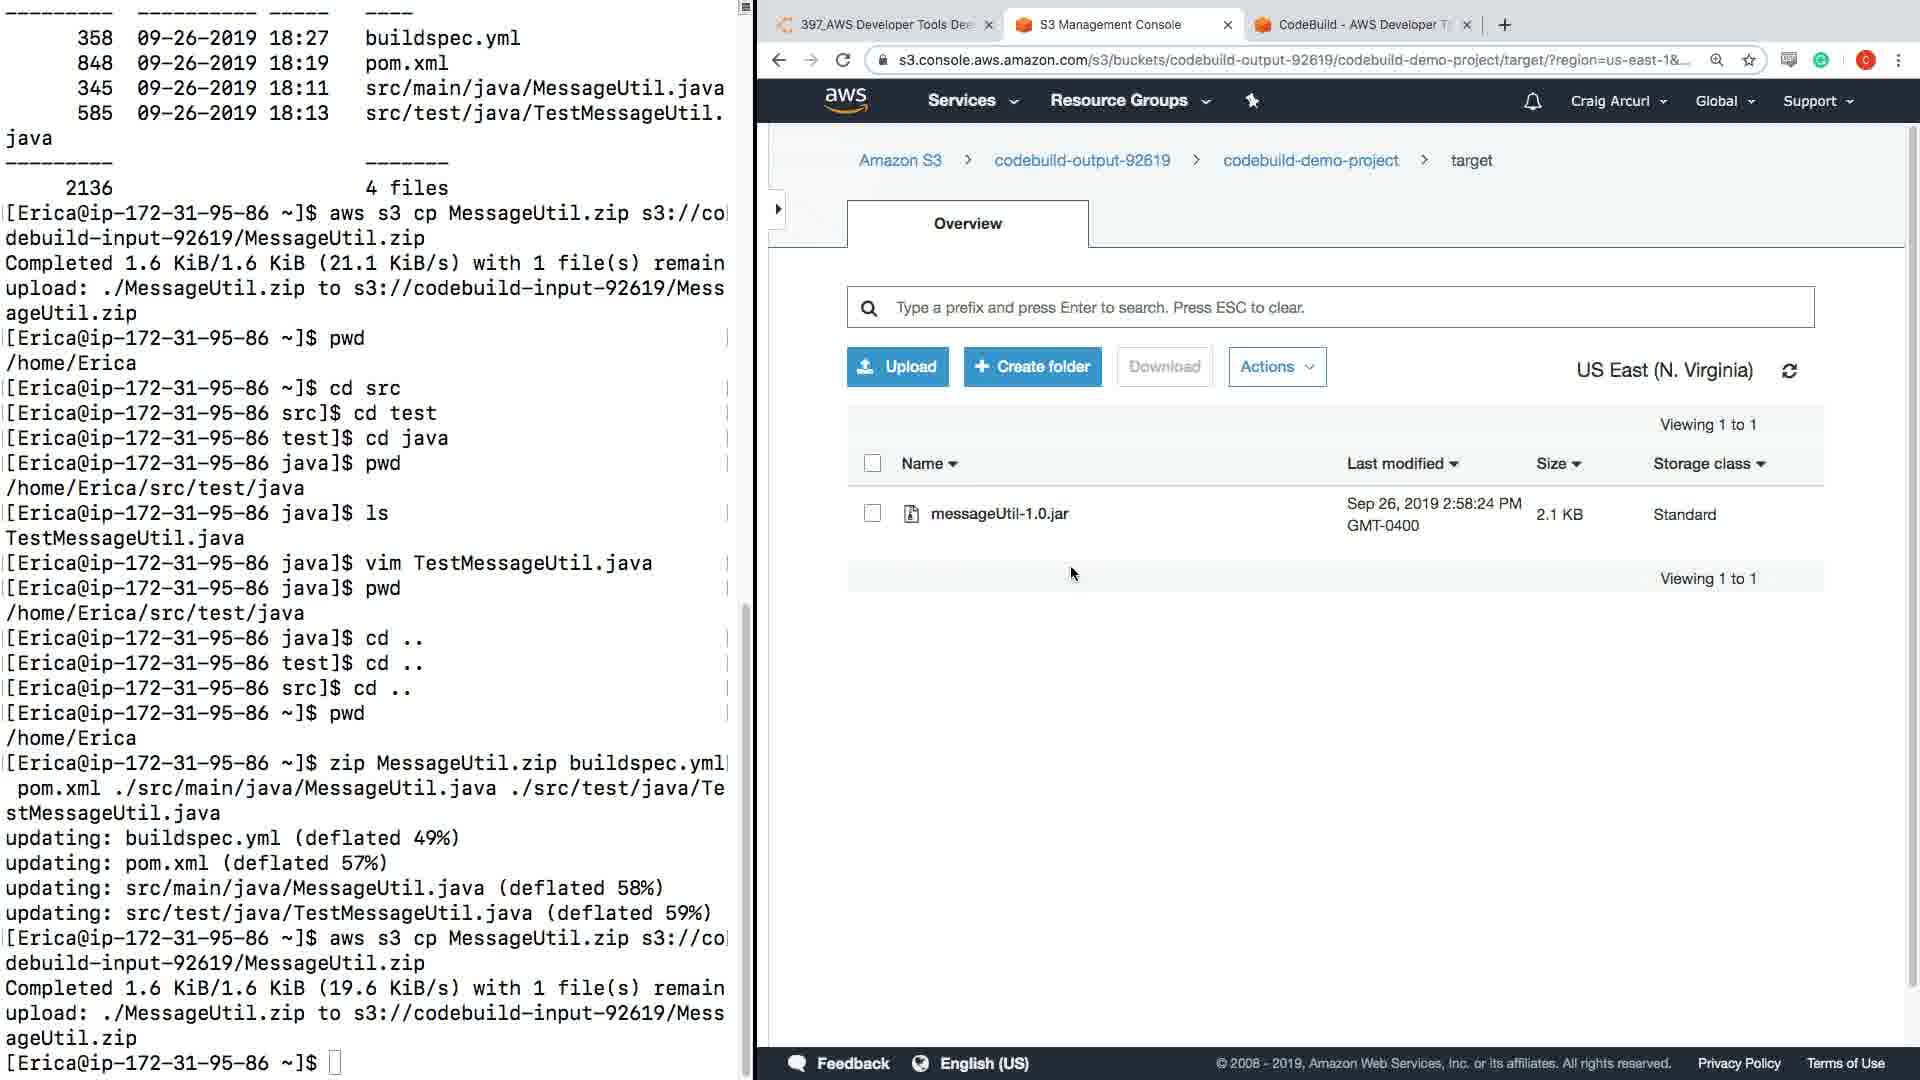 358 09-26-2019 18:27 buildspec.yml
848 09-26-2019 18:19 pom.xml
345 09-26-2019 18:11 src/main/java/MessageUtil.java
585 09-26-2019 18:13 src/test/java/TestMessageUtil.
java
2136 4 files
[Erica@ip-172-31-95-86 ~]$ aws s3 cp MessageUtil.zip s3://co
debuild-input-92619/MessageUtil.zip
Completed 1.6 KiB/1.6 KiB (21.1 KiB/s) with 1 file(s) remain
upload: ./MessageUtil.zip to s3://codebuild-input-92619/Mess
ageUtil.zip
[Erica@ip-172-31-95-86 ~]$ pwd
/home/Erica
[Erica@ip-172-31-95-86 ~]$ cd src
[Erica@ip-172-31-95-86 src]$ cd test
[Erica@ip-172-31-95-86 test]$ cd java
[Erica@ip-172-31-95-86 java]$ pwd
/home/Erica/src/test/java
[Erica@ip-172-31-95-86 java]$ ls
TestMessageUtil.java
[Erica@ip-172-31-95-86 java]$ vim TestMessageUtil.java
[Erica@ip-172-31-95-86 java]$ pwd
/home/Erica/src/test/java
[Erica@ip-172-31-95-86 java]$ cd ..
[Erica@ip-172-31-95-86 test]$ cd ..
[Erica@ip-172-31-95-86 src]$ cd ..
[Erica@ip-172-31-95-86 ~]$ pwd
/home/Erica
[Erica@ip-172-31-95-86 ~]$ zip MessageUtil.zip buildspec.yml
pom.xml ./src/main/java/MessageUtil.java ./src/test/java/Te
stMessageUtil.java
updating: buildspec.yml (deflated 49%)
updating: pom.xml (deflated 57%)
updating: src/main/java/MessageUtil.java (deflated 58%)
updating: src/test/java/TestMessageUtil.java (deflated 59%)
[Erica@ip-172-31-95-86 ~]$ aws s3 cp MessageUtil.zip s3://co
debuild-input-92619/MessageUtil.zip
Completed 1.6 KiB/1.6 KiB (19.6 KiB/s) with 1 file(s) remain
upload: ./MessageUtil.zip to s3://codebuild-input-92619/Mess
ageUtil.zip
[Erica@ip-172-31-95-86 ~]$
397_AWS Developer Tools Dee
S3 Management Console
CodeBuild - AWS Developer T
s3.console.aws.amazon.com/s3/buckets/codebuild-output-92619/codebuild-demo-project/target/?region=us-east-1&...
C
aws Services Resource Groups Craig Arcurl Global Support
Amazon S3 > codebuild-output-92619 > codebuild-demo-project > target
Overview
Type a prefix and press Enter to search. Press ESC to clear.
Upload + Create folder Download Actions US East (N. Virginia)
Viewing 1 to 1
Name Last modified Size Storage class
messageUtil-1.0.jar Sep 26, 2019 2:58:24 PM GMT-0400 2.1 KB Standard
Viewing 1 to 1
Feedback English (US) © 2008 - 2019, Amazon Web Services, Inc. or its affiliates. All rights reserved. Privacy Policy Terms of Use